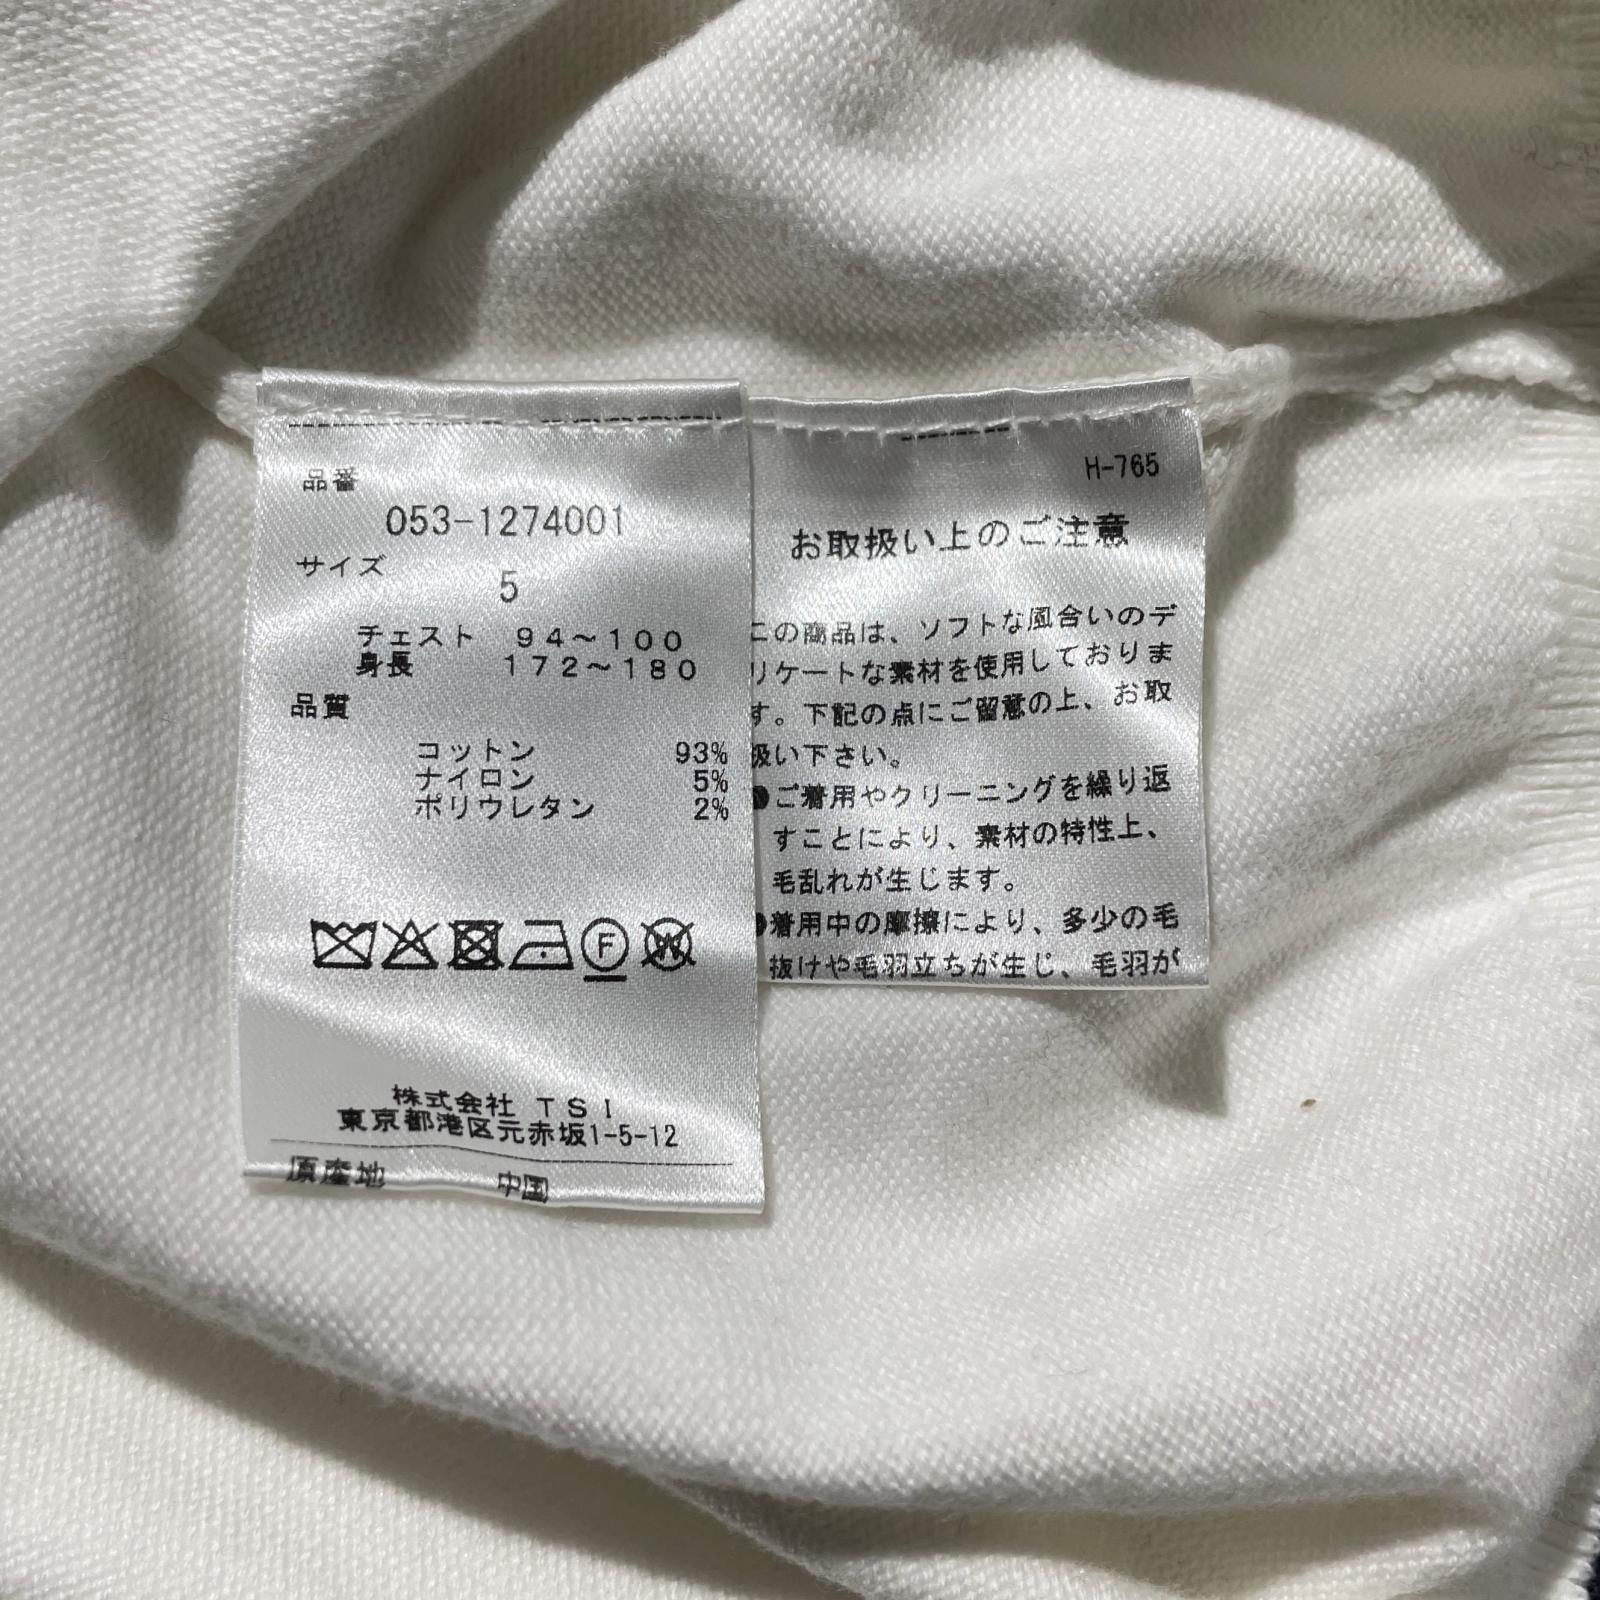 品番
053-1274001
サイズ
5
チェスト 94～100
身長 172～180
品質
コットン 93%
ナイロン 5%
ポリウレタン 2%
F
W
株式会社 TSI
東京都港区元赤坂1-5-12
原産地 中国
H-765
お取扱い上のご注意
この商品は、ソフトな風合いのデ
リケートな素材を使用しておりま
す。下記の点にご留意の上、お取
扱い下さい。
●ご着用やクリーニングを繰り返
すことにより、素材の特性上、
毛乱れが生じます。
●着用中の摩擦により、多少の毛
抜けや毛羽立ちが生じ、毛羽が